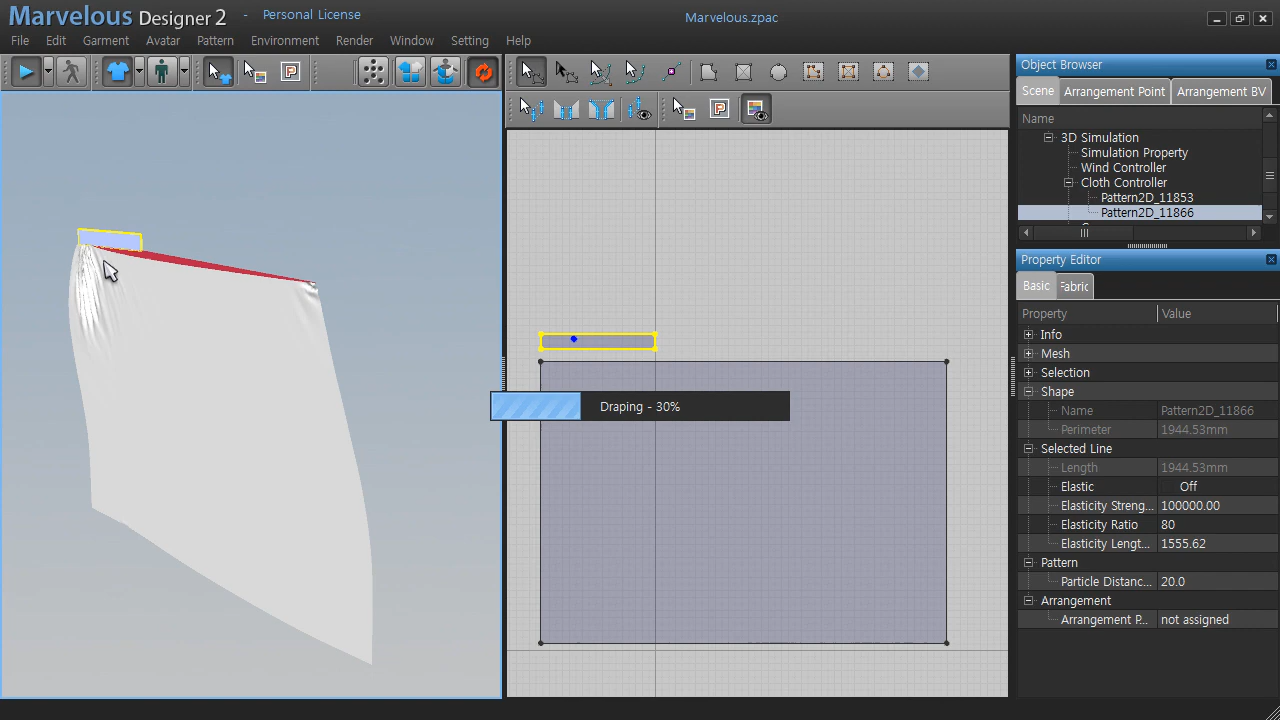 Marvelous Designer 2 - Personal License
Marvelous.zpac
File Edit Garment Avatar Pattern Environment Render Window Setting Help
Object Browser
Scene Arrangement Point Arrangement BV
Name
3D Simulation
Simulation Property
Wind Controller
Cloth Controller
Pattern2D_11853
Pattern2D_11866
Property Editor
Basic Fabric
Property Value
Info
Mesh
Selection
Shape
Name Pattern2D_11866
Perimeter 1944.53mm
Selected Line
Length 1944.53mm
Elastic Off
Elasticity Streng... 100000.00
Elasticity Ratio 80
Elasticity Lengt... 1555.62
Pattern
Particle Distanc... 20.0
Arrangement
Arrangement P... not assigned
Draping - 30%